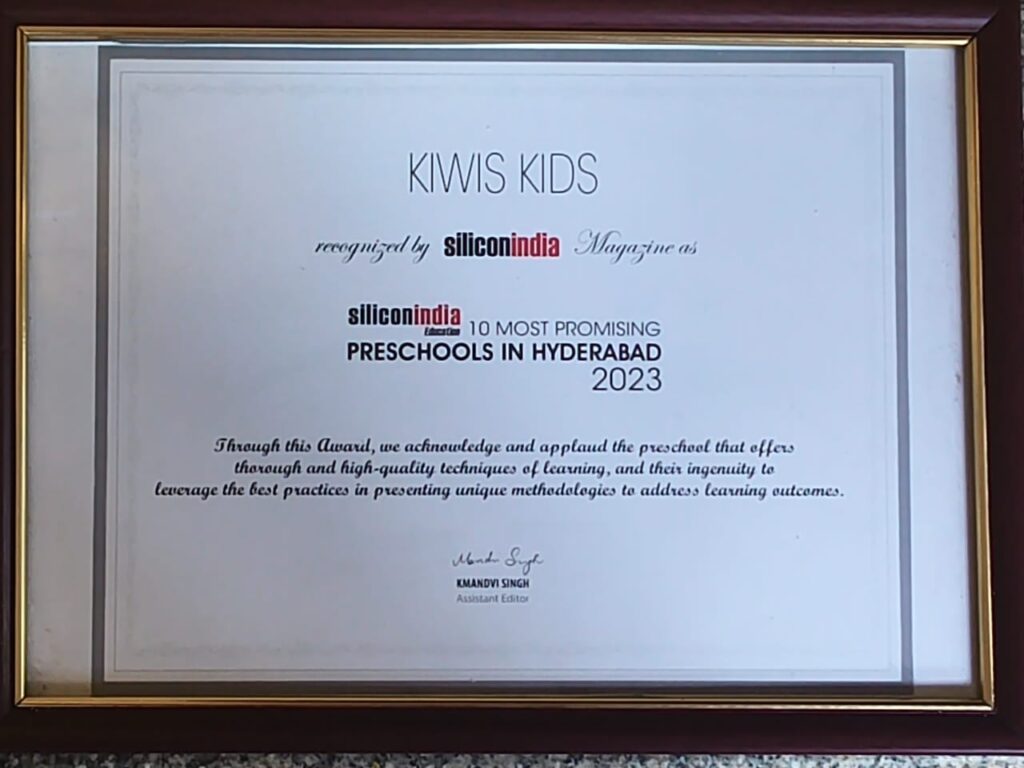 KIWIS KIDS
recognized by siliconindia Magazine as
siliconindia
Education 10 MOST PROMISING
PRESCHOOLS IN HYDERABAD
2023
Through this Award, we acknowledge and applaud the preschool that offers
thorough and high-quality techniques of learning, and their ingenuity to
leverage the best practices in presenting unique methodologies to address learning outcomes.
Mandvi Singh
KMANDVI SINGH
Assistant Editor